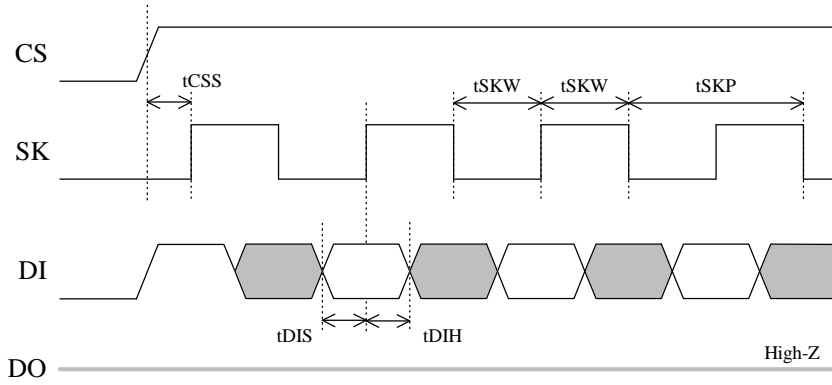 CS
tCSS
tSKW tSKW tSKP
SK
DI
tDIS tDIH
High-Z
DO